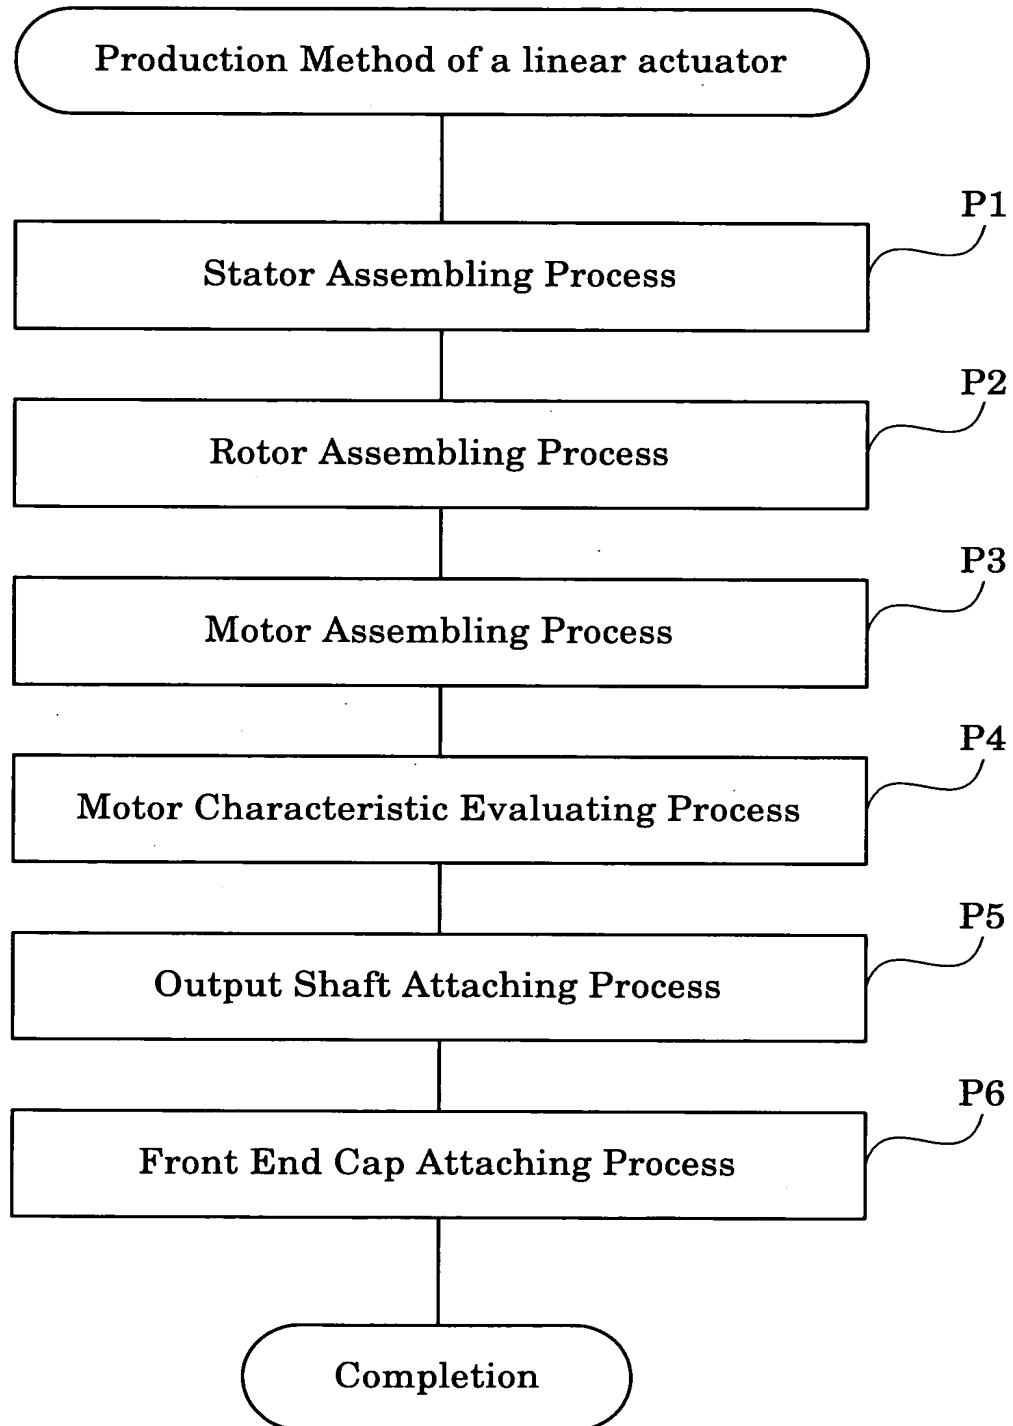 Production Method of a linear actuator
P1
Stator Assembling Process
P2
Rotor Assembling Process
P3
Motor Assembling Process
P4
Motor Characteristic Evaluating Process
P5
Output Shaft Attaching Process
P6
Front End Cap Attaching Process
Completion